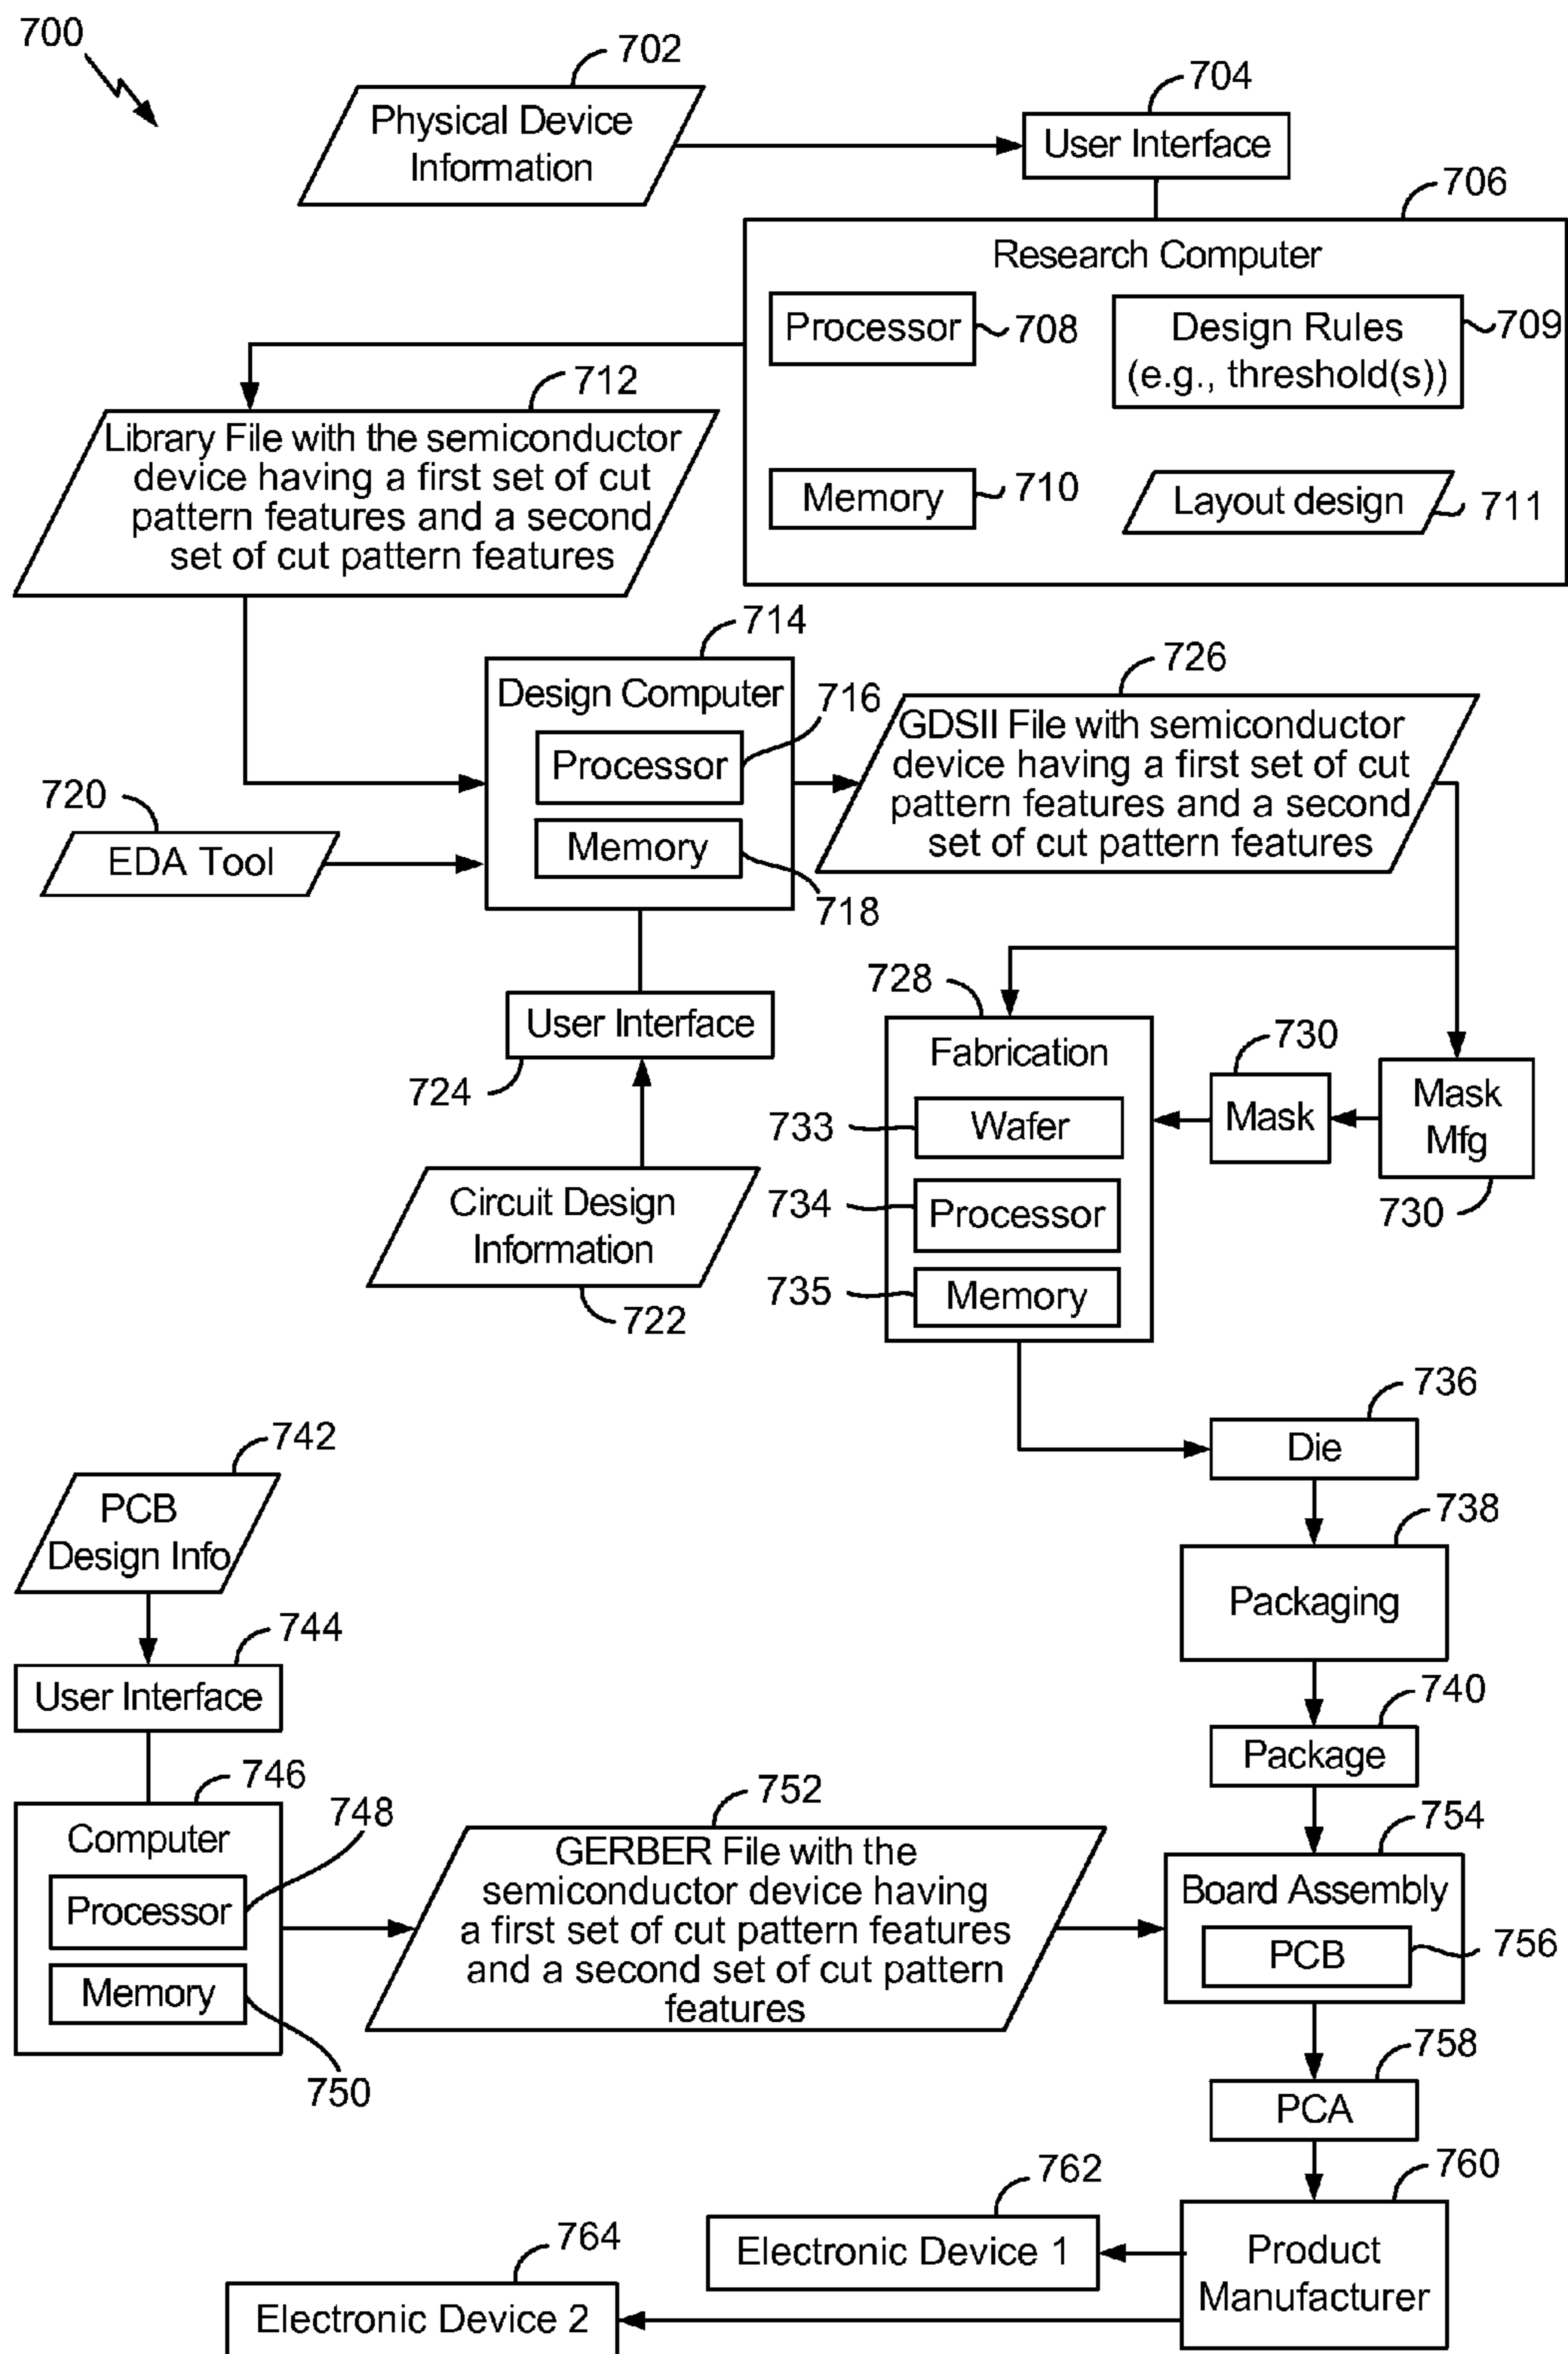 700
702
Physical Device
Information
704
User Interface
706
Research Computer
Processor
708
Design Rules
(e.g., threshold(s))
709
Memory
710
Layout design
711
712
Library File with the semiconductor
device having a first set of cut
pattern features and a second
set of cut pattern features
714
Design Computer
716
Processor
Memory
718
720
EDA Tool
726
GDSII File with semiconductor
device having a first set of cut
pattern features and a second
set of cut pattern features
User Interface
724
Circuit Design
Information
722
728
Fabrication
733
Wafer
734
Processor
735
Memory
730
Mask
Mask
Mfg
730
736
Die
738
Packaging
740
Package
742
PCB
Design Info
744
User Interface
746
Computer
748
Processor
Memory
750
752
GERBER File with the
semiconductor device having
a first set of cut pattern features
and a second set of cut pattern
features
754
Board Assembly
PCB
756
758
PCA
760
Product
Manufacturer
762
Electronic Device 1
764
Electronic Device 2